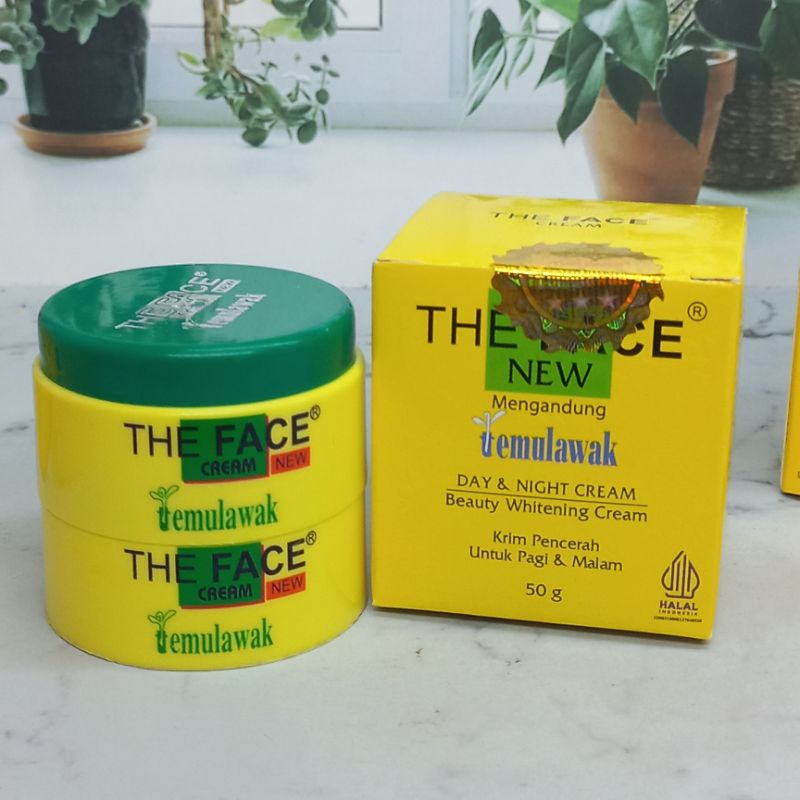 THE FACE®
CREAM
NEW
temulawak
THE FACE®
CREAM
NEW
temulawak
THE FACE®
CREAM
THE FACE®
NEW
Mengandung
temulawak
DAY & NIGHT CREAM
Beauty Whitening Cream
Krim Pencerah
Untuk Pagi & Malam
50 g
HALAL
INDONESIA